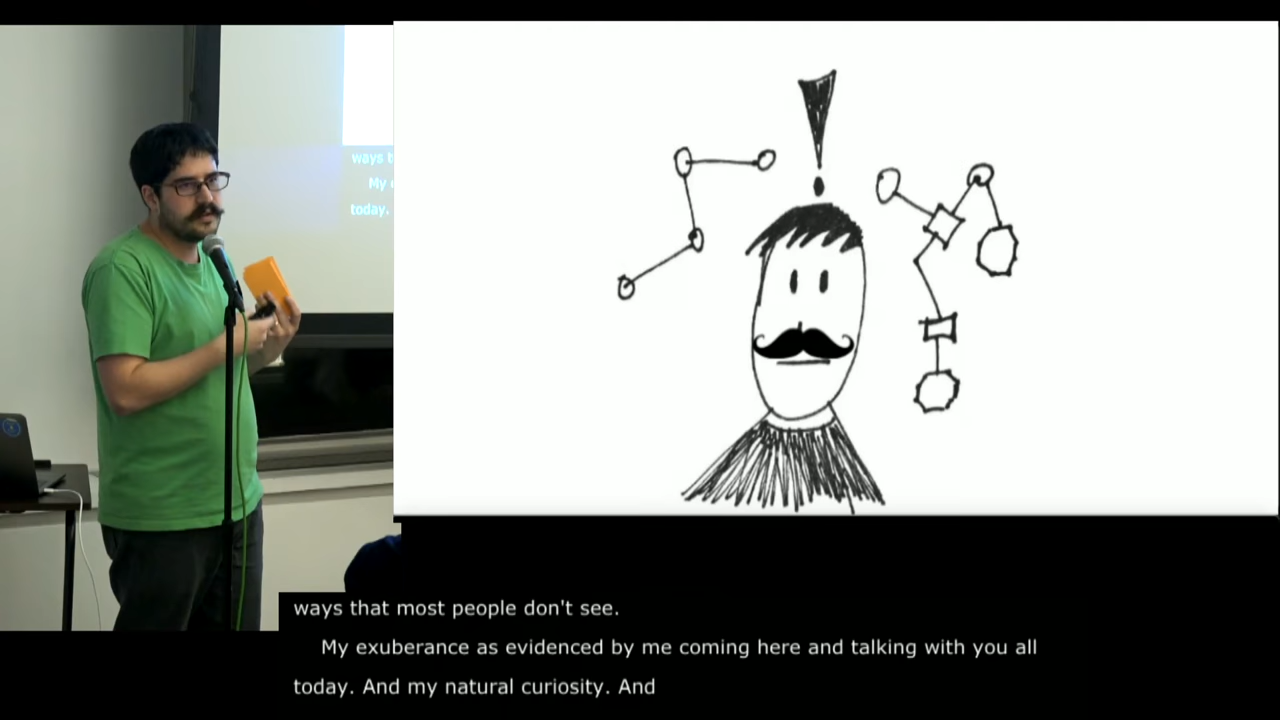 ways
My
today.
ways that most people don't see.
My exuberance as evidenced by me coming here and talking with you all
today. And my natural curiosity. And